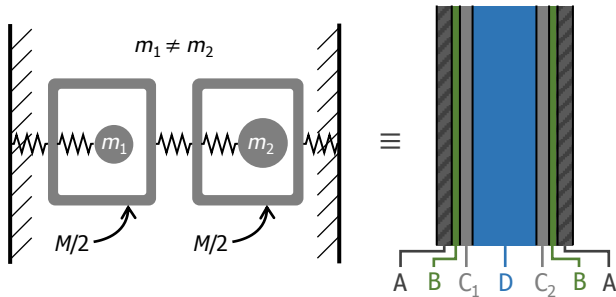 m₁ ≠ m₂
m₁
m₂
≡
M/2
M/2
A B C₁ D C₂ B A